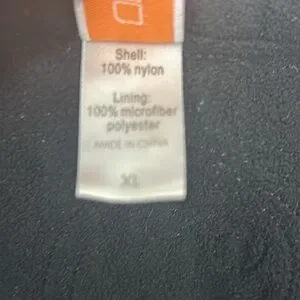 Shell:
100% nylon
Lining:
100% microfiber
polyester
MADE IN CHINA
XL